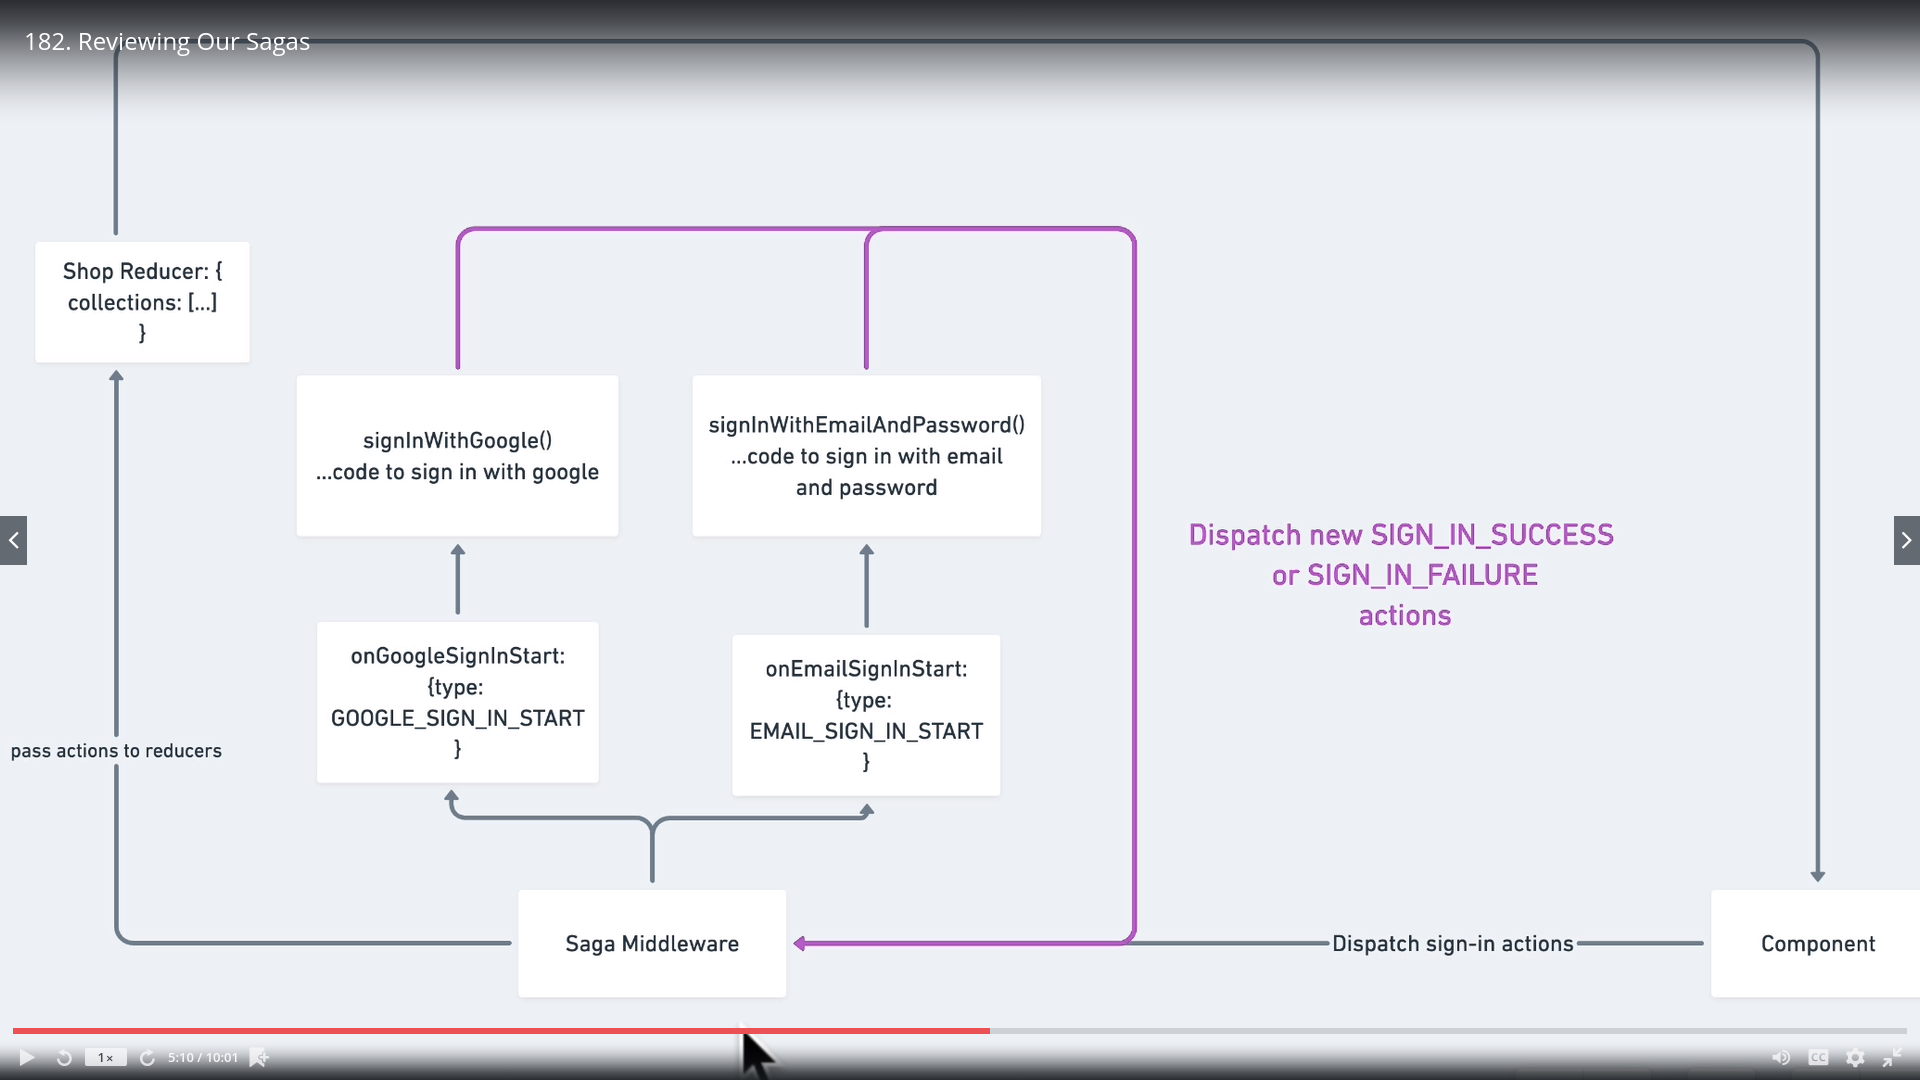 182. Reviewing Our Sagas
Shop Reducer: {
collections: [...]
}
signInWithGoogle()
...code to sign in with google
signInWithEmailAndPassword()
...code to sign in with email
and password
Dispatch new SIGN_IN_SUCCESS
or SIGN_IN_FAILURE
actions
onGoogleSignInStart:
{type:
GOOGLE_SIGN_IN_START
}
onEmailSignInStart:
{type:
EMAIL_SIGN_IN_START
}
pass actions to reducers
Saga Middleware
Dispatch sign-in actions
Component
1×
5:10 / 10:01
CC